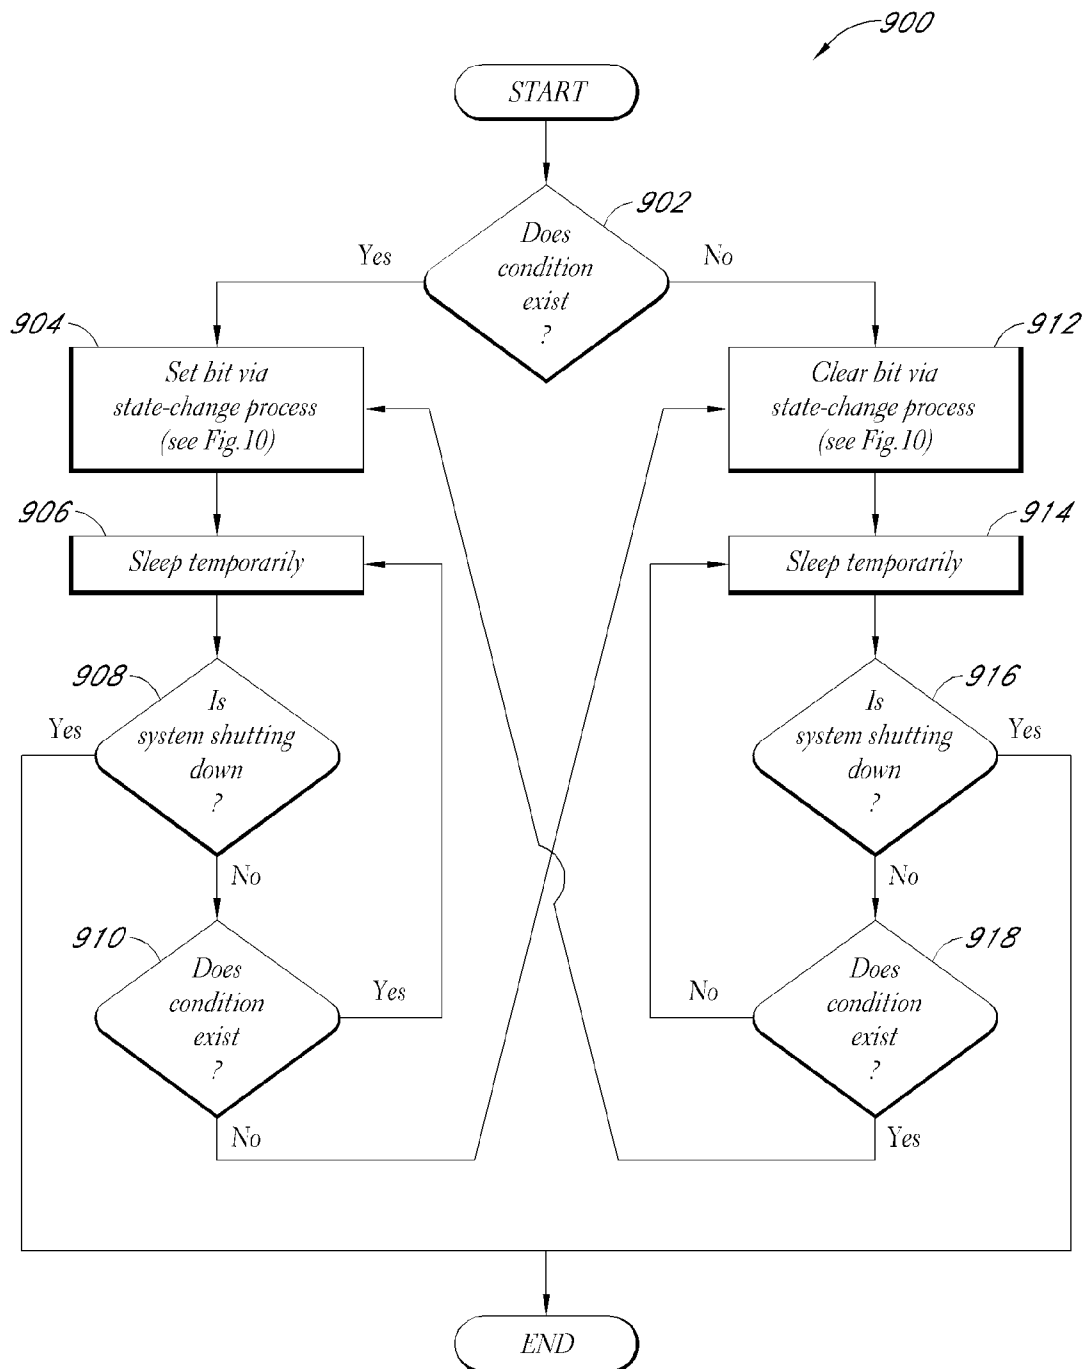 900
START
902
Does
condition
exist
?
Yes
No
904
Set bit via
state-change process
(see Fig.10)
912
Clear bit via
state-change process
(see Fig.10)
906
Sleep temporarily
914
Sleep temporarily
908
Is
system shutting
down
?
Yes
No
916
Is
system shutting
down
?
Yes
No
910
Does
condition
exist
?
Yes
No
918
Does
condition
exist
?
No
Yes
END